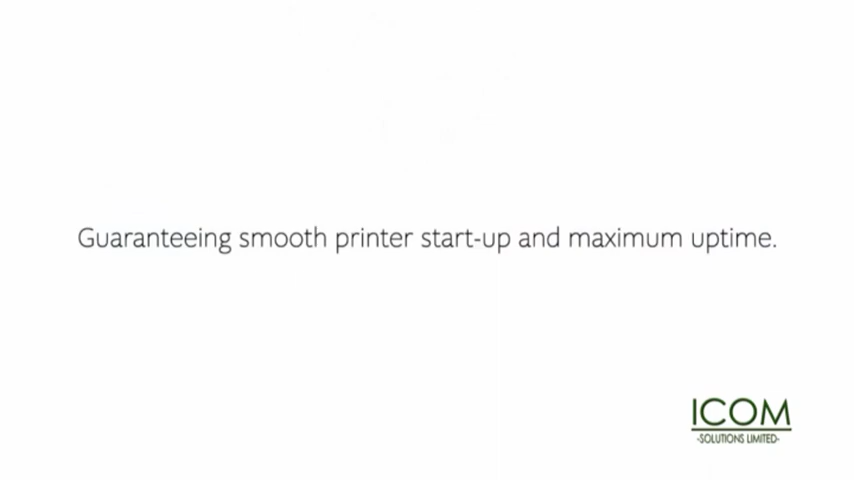 Guaranteeing smooth printer start-up and maximum uptime.
ICOM
-SOLUTIONS LIMITED-